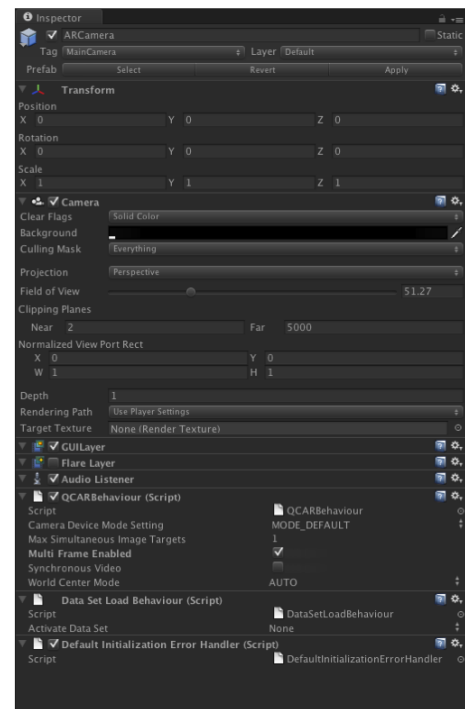 Inspector
ARCamera Static
Tag MainCamera Layer Default
Prefab Select Revert Apply
Transform
Position
X 0 Y 0 Z 0
Rotation
X 0 Y 0 Z 0
Scale
X 1 Y 1 Z 1
Camera
Clear Flags Solid Color
Background
Culling Mask Everything
Projection Perspective
Field of View 51.27
Clipping Planes
Near 2 Far 5000
Normalized View Port Rect
X 0 Y 0
W 1 H 1
Depth 1
Rendering Path Use Player Settings
Target Texture None (Render Texture)
GUILayer
Flare Layer
Audio Listener
QCARBehaviour (Script)
Script QCARBehaviour
Camera Device Mode Setting MODE_DEFAULT
Max Simultaneous Image Targets 1
Multi Frame Enabled
Synchronous Video
World Center Mode AUTO
Data Set Load Behaviour (Script)
Script DataSetLoadBehaviour
Activate Data Set None
Default Initialization Error Handler (Script)
Script DefaultInitializationErrorHandler